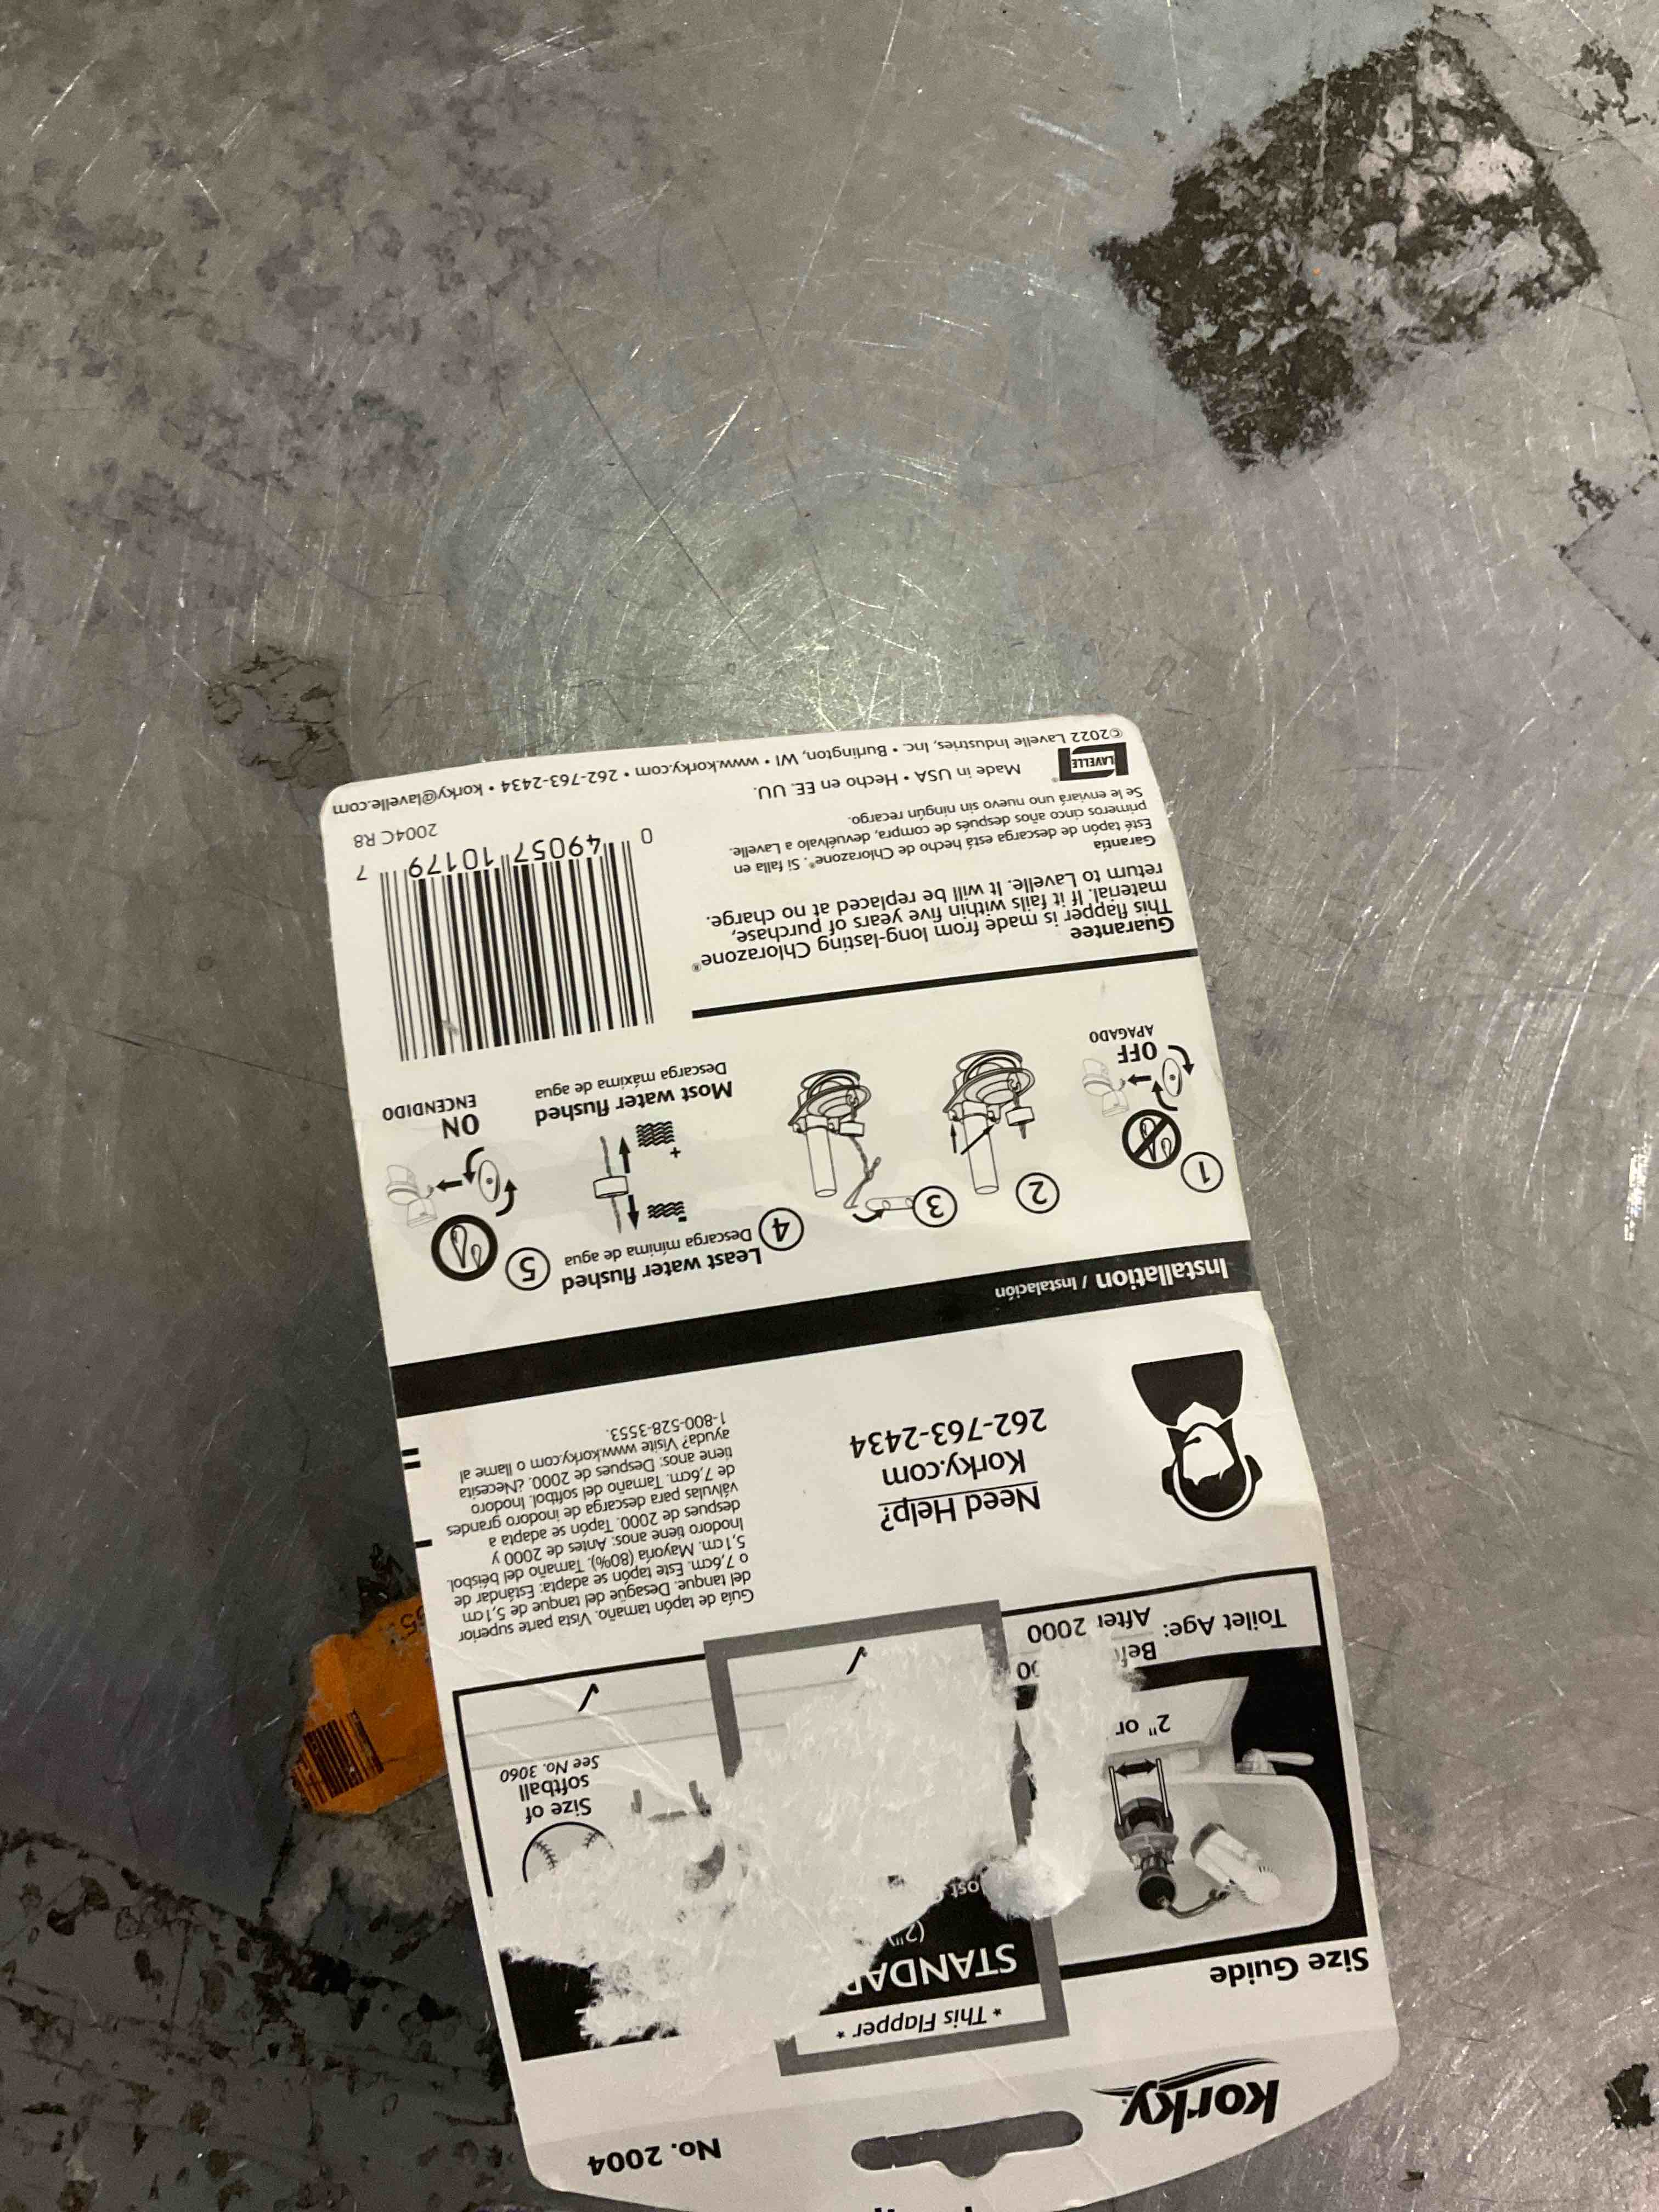 No. 2004
korky
Size Guide
* This Flapper *
(2")
2" or
Size of
softball
See No. 3060
Toilet Age:
After 2000
✓
✓
Need Help?
Korky.com
262-763-2434
Guía de tapón tamaño. Vista parte superior
del tanque. Desagüe del tanque de 5,1cm
o 7,6cm. Este tapón se adapta: Estándar de
5,1cm. Mayoría (80%). Tamaño del béisbol.
Inodoro tiene anos: Antes de 2000 y
despues de 2000. Tapón se adapta a
válvulas para descarga de inodoro grandes
de 7,6cm. Tamaño del softbol. Inodoro
tiene anos: Despues de 2000. ¿Necesita
ayuda? Visite www.korky.com o llame al
1-800-528-3553.
Installation / Instalación
1
OFF
APAGADO
2
3
4
Least water flushed
Descarga mínima de agua
-
+
Most water flushed
Descarga máxima de agua
5
ON
ENCENDIDO
Guarantee
This flapper is made from long-lasting Chlorazone®
material. If it fails within five years of purchase,
return to Lavelle. It will be replaced at no charge.
Garantía
Esté tapón de descarga está hecho de Chlorazone®. Si falla en
primeros cinco años después de compra, devuélvalo a Lavelle.
Se le enviará uno nuevo sin ningún recargo.
0 49057 10179 7
2004C R8
LAVELLE®
Made in USA • Hecho en EE. UU.
©2022 Lavelle Industries, Inc. • Burlington, WI • www.korky.com • 262-763-2434 • korky@lavelle.com